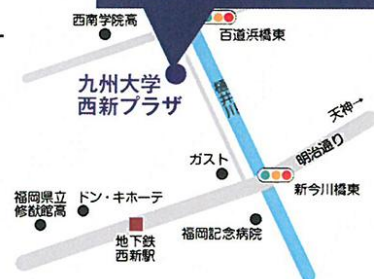 西南学院高
百道浜橋東
九州大学
西新プラザ
樋井川
天神→
明治通り
ガスト
新今川橋東
福岡県立
修猷館高
ドン・キホーテ
地下鉄
西新駅
福岡記念病院